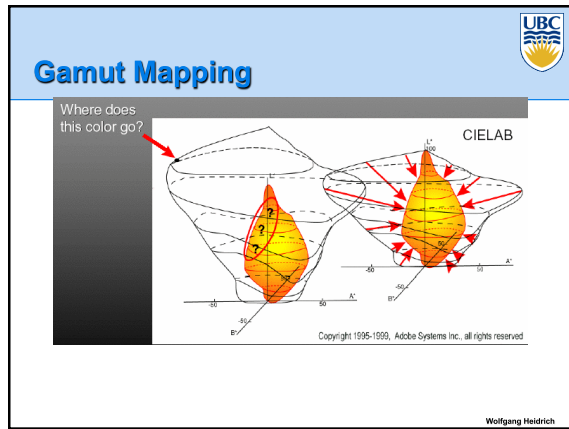 UBC
Gamut Mapping
Where does
this color go?
CIELAB
L*
100
L*
?
?
?
50
50
-50
50
A*
-50
B*
-50
50
A*
-50
B*
Copyright 1995-1999, Adobe Systems Inc., all rights reserved
Wolfgang Heidrich